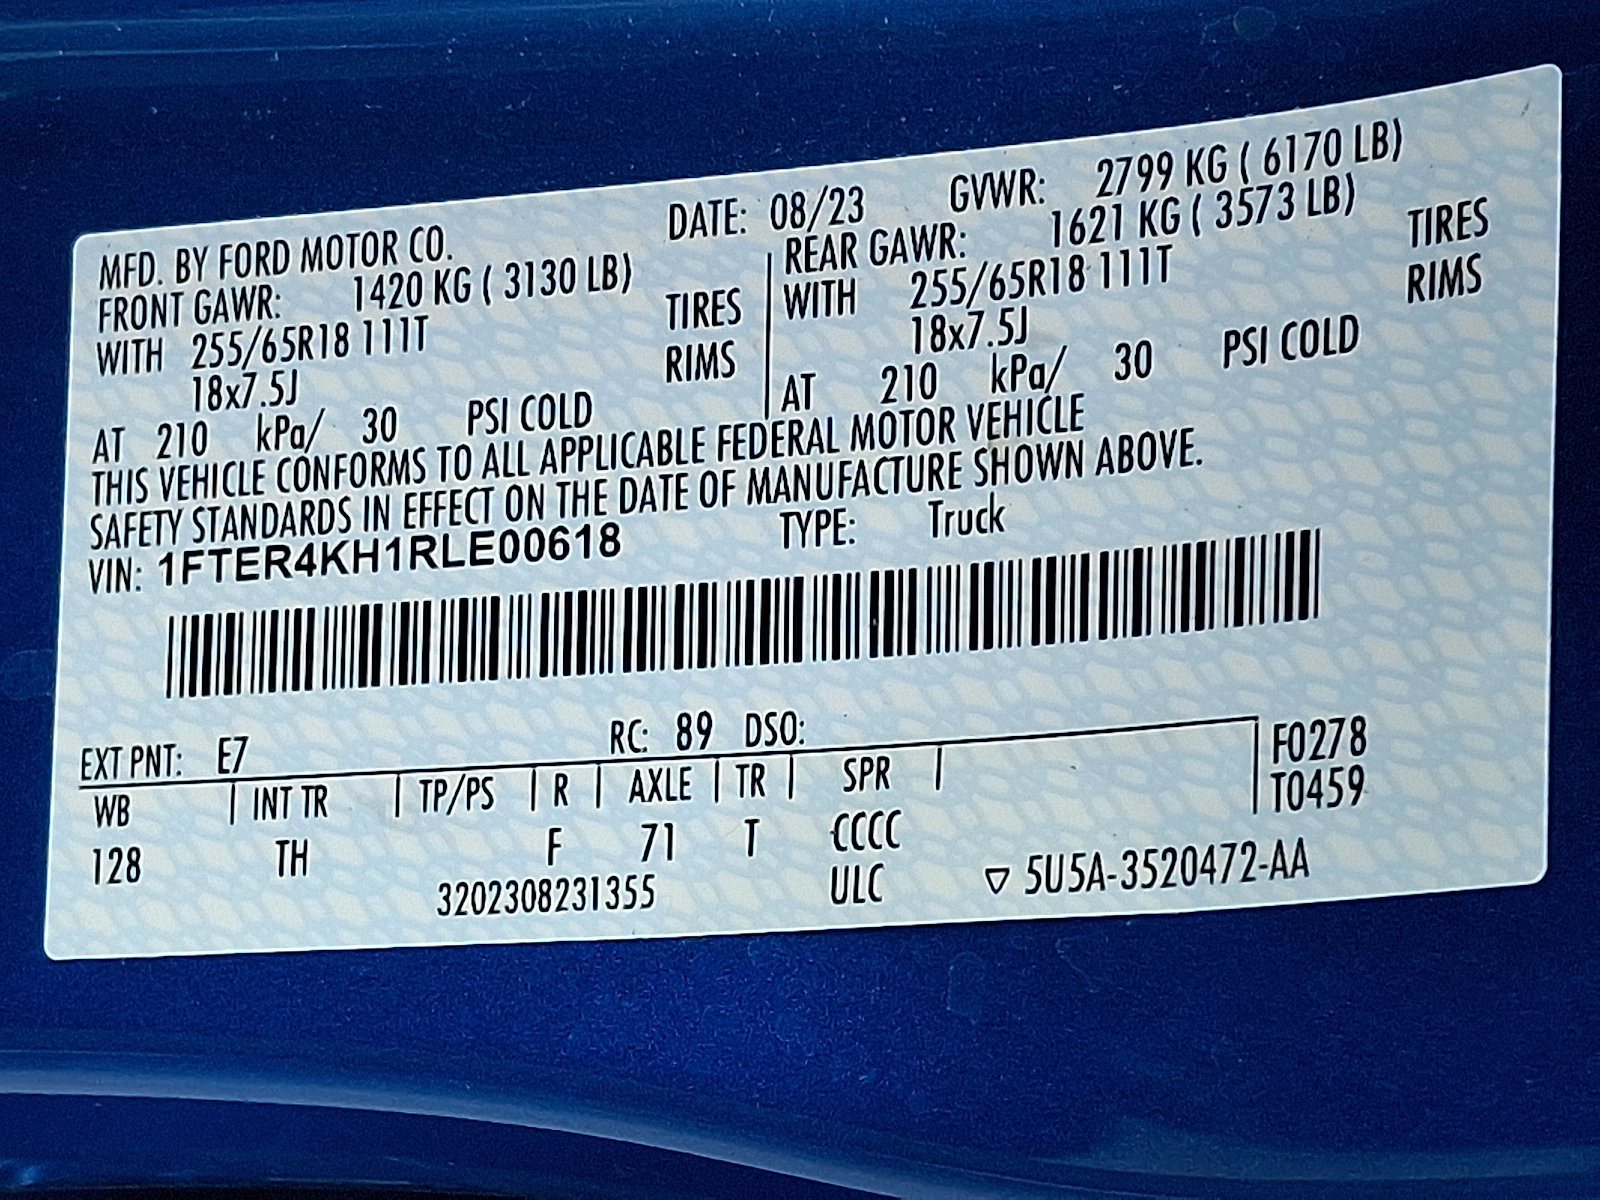 MFD. BY FORD MOTOR CO. DATE: 08/23 GVWR: 2799 KG ( 6170 LB)
FRONT GAWR: 1420 KG ( 3130 LB) REAR GAWR: 1621 KG ( 3573 LB)
WITH 255/65R18 111T TIRES WITH 255/65R18 111T TIRES
18x7.5J RIMS 18x7.5J RIMS
AT 210 kPa/ 30 PSI COLD AT 210 kPa/ 30 PSI COLD
THIS VEHICLE CONFORMS TO ALL APPLICABLE FEDERAL MOTOR VEHICLE
SAFETY STANDARDS IN EFFECT ON THE DATE OF MANUFACTURE SHOWN ABOVE.
VIN: 1FTER4KH1RLE00618 TYPE: Truck
EXT PNT: E7 RC: 89 DSO: F0278
WB INT TR TP/PS R AXLE TR SPR T0459
128 TH F 71 T CCCC
3202308231355 ULC 5U5A-3520472-AA